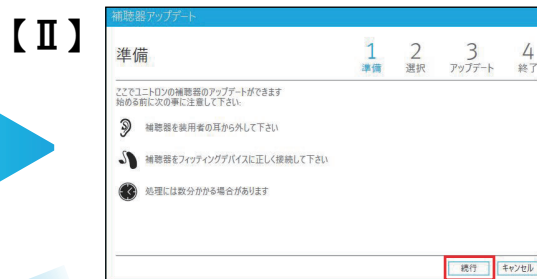 【Ⅱ】
補聴器アップデート
準備
1 準備
2 選択
3 アップデート
4 終了
ここでユニトロンの補聴器のアップデートができます
始める前に次の事に注意して下さい:
補聴器を装用者の耳から外して下さい
補聴器をフィッティングデバイスに正しく接続して下さい
処理には数分かかる場合があります
続行
キャンセル